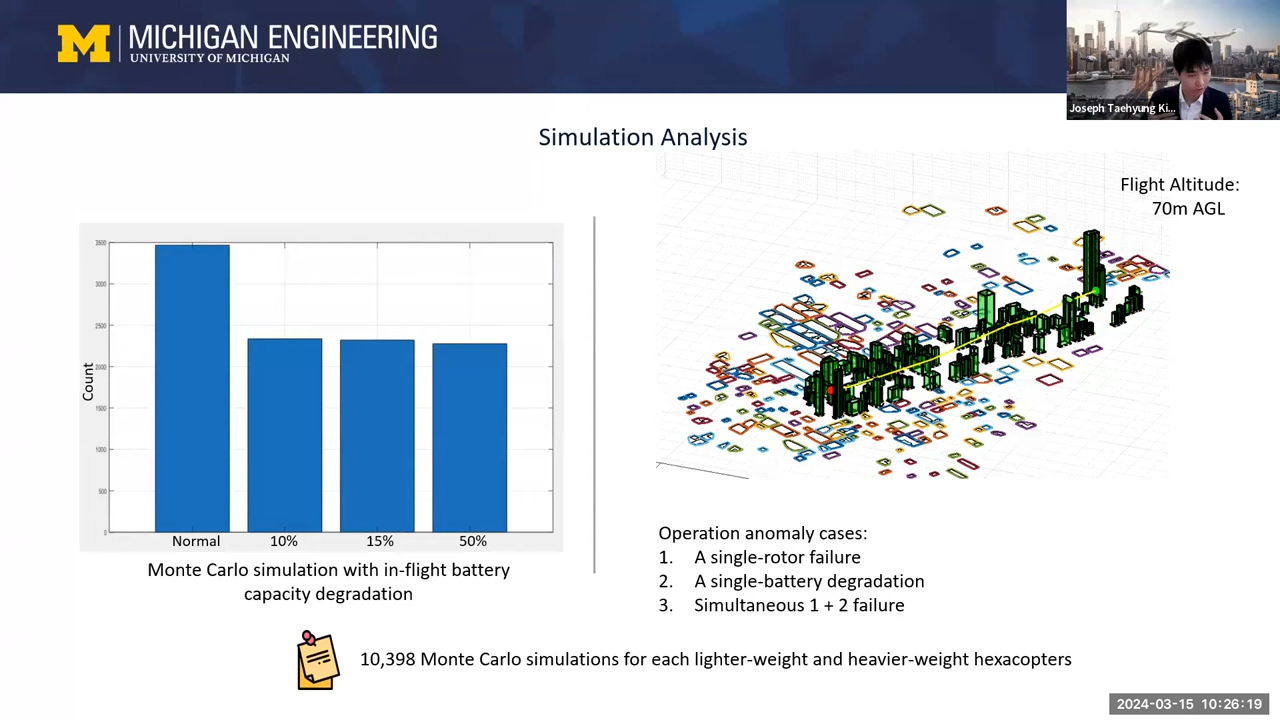 MICHIGAN ENGINEERING
UNIVERSITY OF MICHIGAN
Joseph Taehyung Ki...
Simulation Analysis
Flight Altitude:
70m AGL
3500
3000
2500
2000
1500
1000
500
0
Count
Normal 10% 15% 50%
Monte Carlo simulation with in-flight battery
capacity degradation
Operation anomaly cases:
1. A single-rotor failure
2. A single-battery degradation
3. Simultaneous 1 + 2 failure
10,398 Monte Carlo simulations for each lighter-weight and heavier-weight hexacopters
2024-03-15 10:26:19